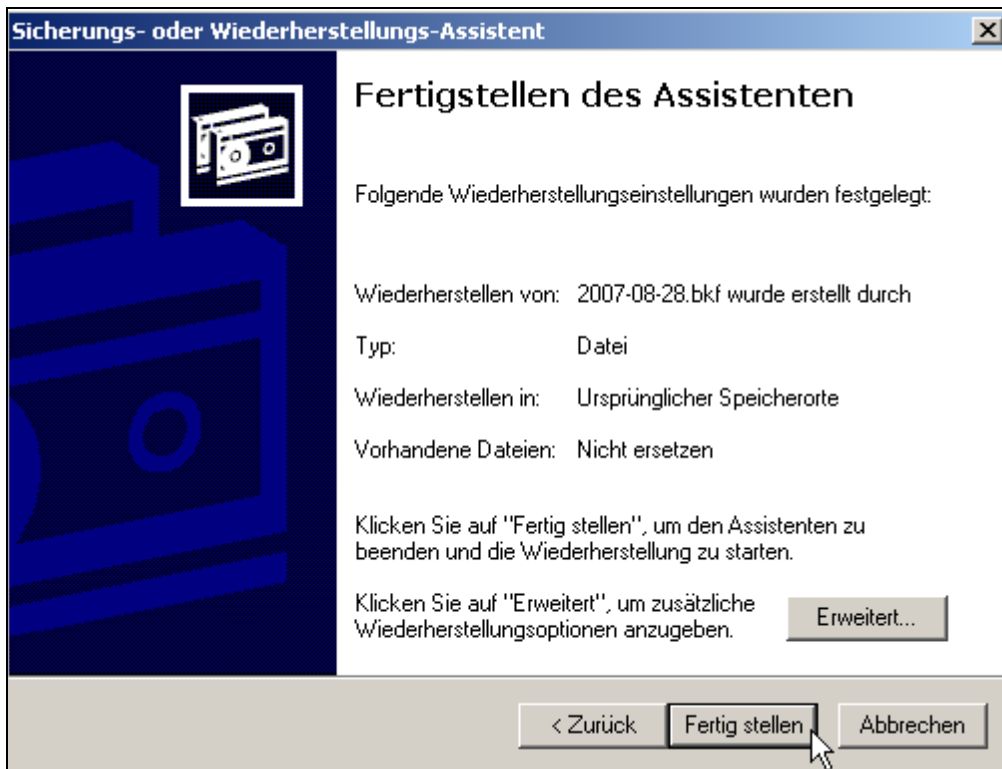 Sicherungs- oder Wiederherstellungs-Assistent
Fertigstellen des Assistenten
Folgende Wiederherstellungseinstellungen wurden festgelegt:
Wiederherstellen von: 2007-08-28.bkf wurde erstellt durch
Typ: Datei
Wiederherstellen in: Ursprünglicher Speicherorte
Vorhandene Dateien: Nicht ersetzen
Klicken Sie auf "Fertig stellen", um den Assistenten zu
beenden und die Wiederherstellung zu starten.
Klicken Sie auf "Erweitert", um zusätzliche
Wiederherstellungsoptionen anzugeben.
Erweitert...
< Zurück Fertig stellen Abbrechen